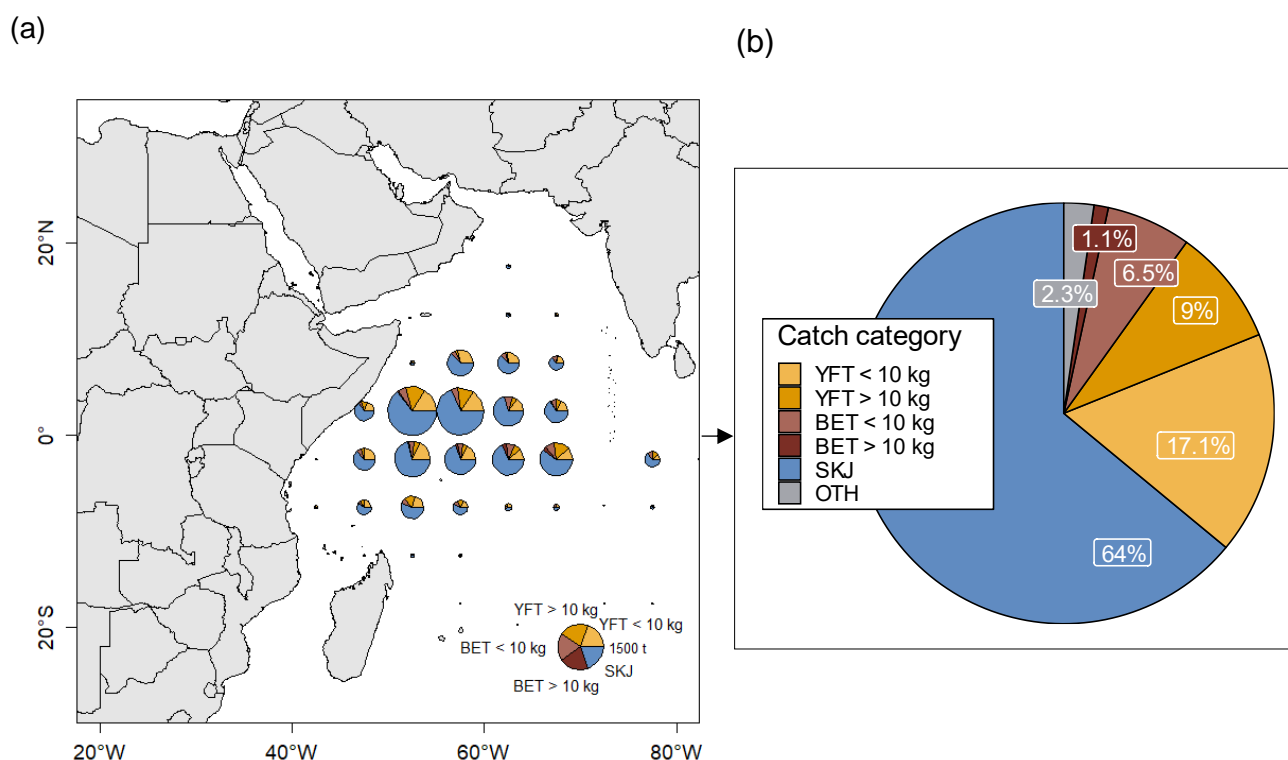 (a)
(b)
20°N
0°
20°S
20°W
40°W
60°W
80°W
YFT > 10 kg
YFT < 10 kg
BET < 10 kg
1500 t
SKJ
BET > 10 kg
Catch category
YFT < 10 kg
YFT > 10 kg
BET < 10 kg
BET > 10 kg
SKJ
OTH
1.1%
6.5%
2.3%
9%
17.1%
64%